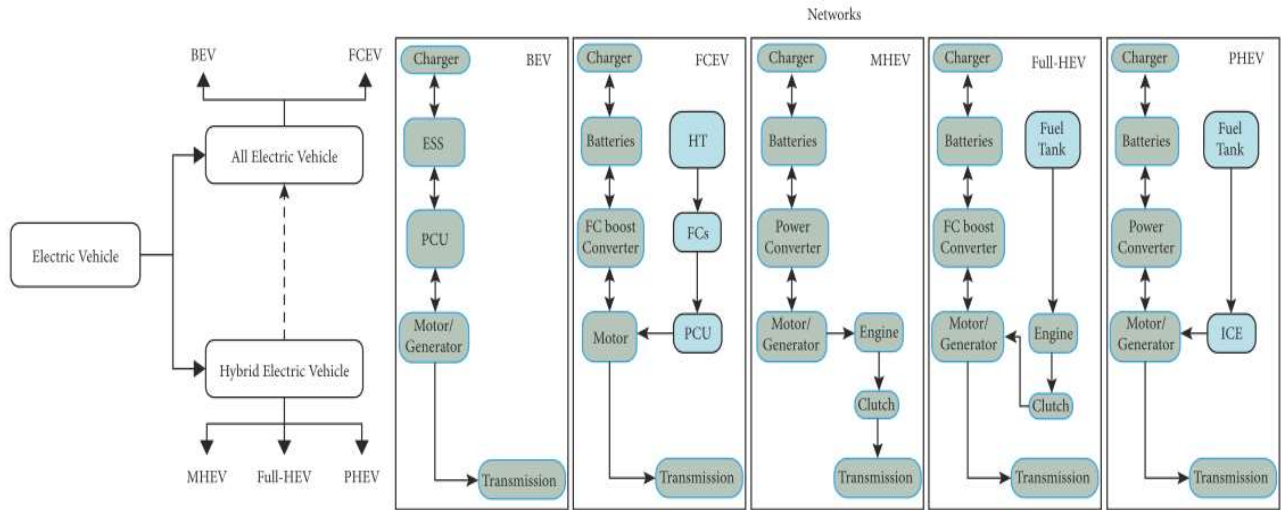 Networks
BEV
FCEV
All Electric Vehicle
Electric Vehicle
Hybrid Electric Vehicle
MHEV
Full-HEV
PHEV
BEV
Charger
ESS
PCU
Motor/
Generator
Transmission
FCEV
Charger
Batteries
FC boost
Converter
Motor
HT
FCs
PCU
Transmission
MHEV
Charger
Batteries
Power
Converter
Motor/
Generator
Engine
Clutch
Transmission
Full-HEV
Charger
Batteries
FC boost
Converter
Motor/
Generator
Fuel
Tank
Engine
Clutch
Transmission
PHEV
Charger
Batteries
Power
Converter
Motor/
Generator
Fuel
Tank
ICE
Transmission